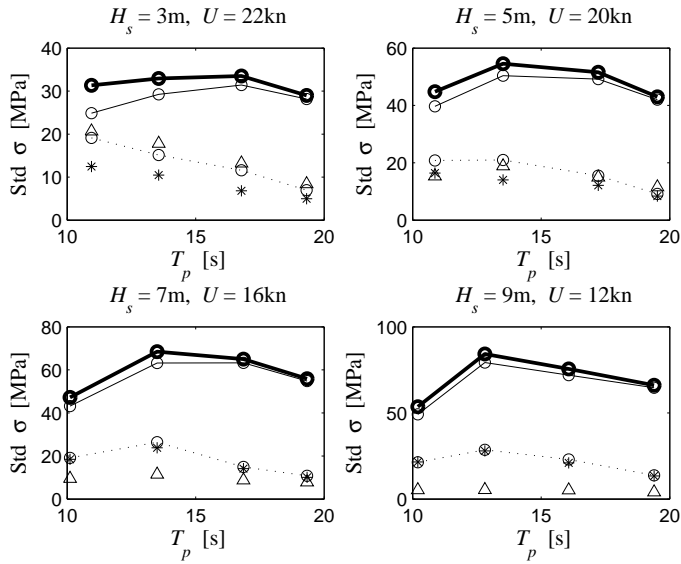 H_s = 3m, U = 22kn
H_s = 5m, U = 20kn
40
30
20
10
0
Std σ [MPa]
10 15 20
T_p [s]
60
40
20
0
Std σ [MPa]
10 15 20
T_p [s]
H_s = 7m, U = 16kn
H_s = 9m, U = 12kn
80
60
40
20
0
Std σ [MPa]
10 15 20
T_p [s]
100
50
0
Std σ [MPa]
10 15 20
T_p [s]